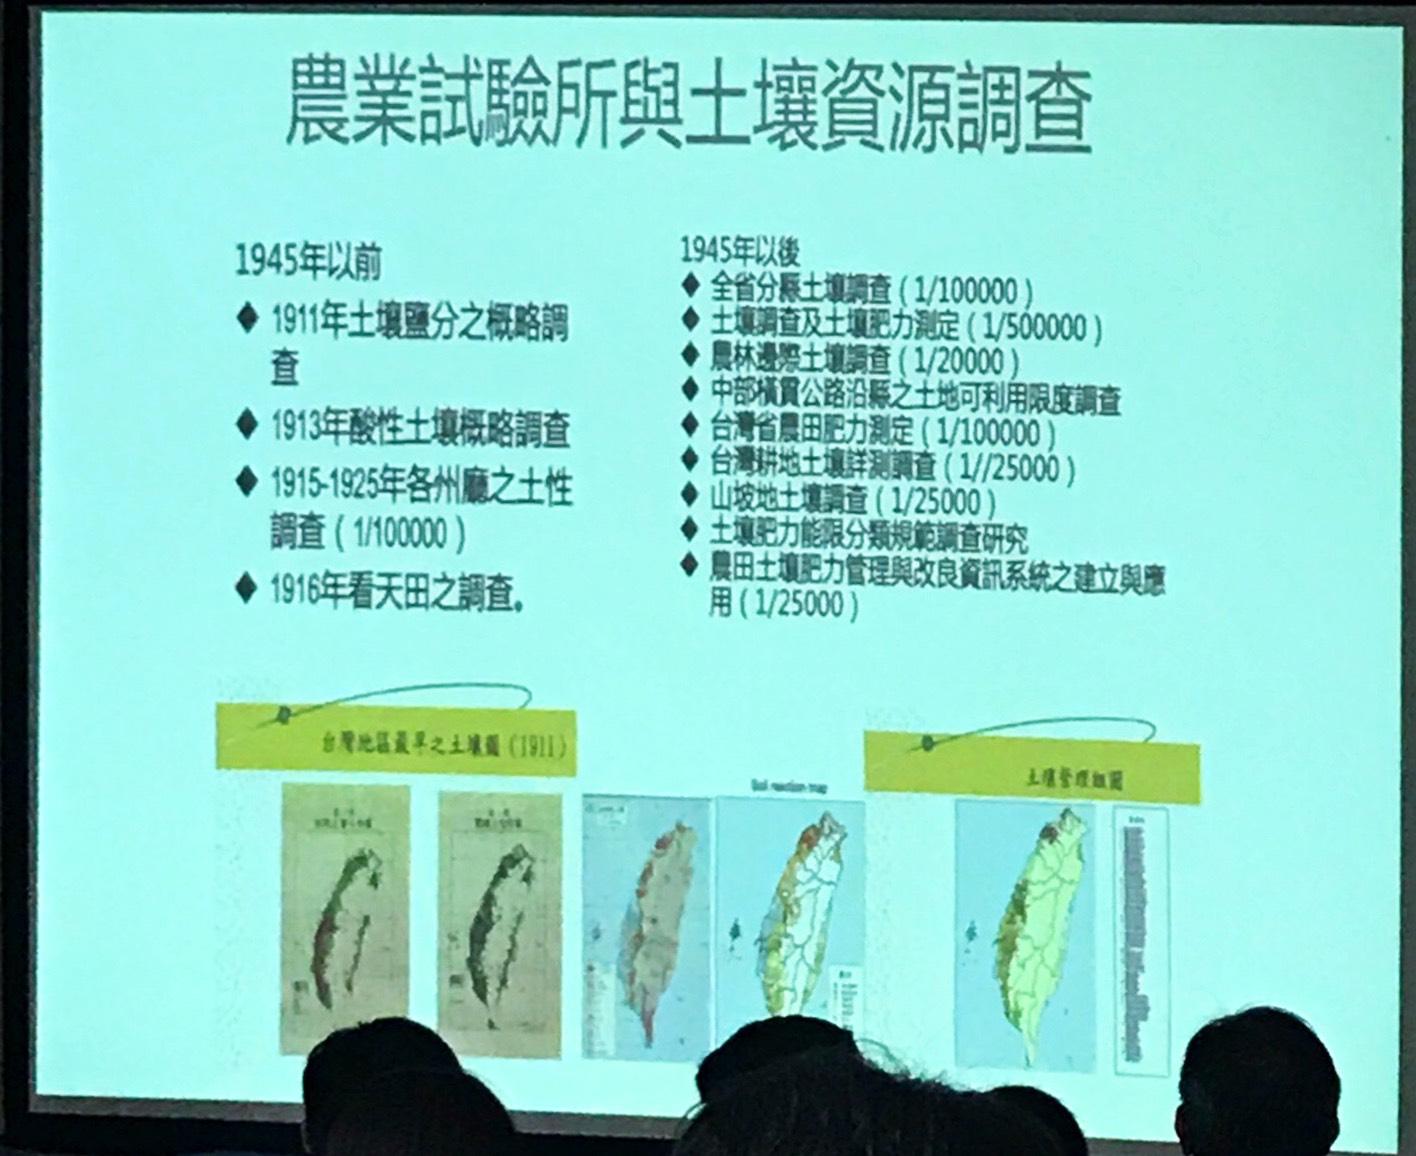 農業試驗所與土壤資源調查
1945年以前
◆ 1911年土壤鹽分之概略調
查
◆ 1913年酸性土壤概略調查
◆ 1915-1925年各州廳之土性
調查(1/100000)
◆ 1916年看天田之調查。
1945年以後
◆ 全省分縣土壤調查(1/100000)
◆ 土壤調查及土壤肥力測定(1/500000)
◆ 農林邊際土壤調查(1/20000)
◆ 中部橫貫公路沿縣之土地可利用限度調查
◆ 台灣省農田肥力測定(1/100000)
◆ 台灣耕地土壤詳測調查(1//25000)
◆ 山坡地土壤調查(1/25000)
◆ 土壤肥力能限分類規範調查研究
◆ 農田土壤肥力管理與改良資訊系統之建立與應
用(1/25000)
台灣地區最早之土壤圖(1911)
Soil reaction map
土壤管理組圖